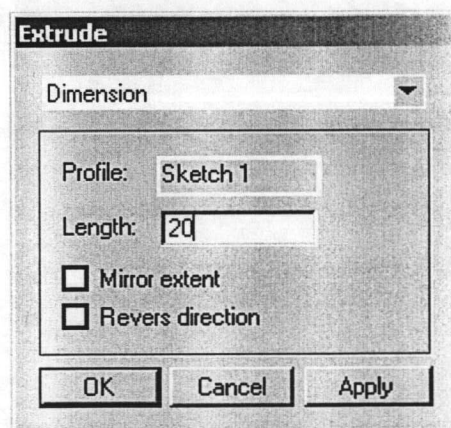 Extrude
Dimension
Profile: Sketch 1
Length: 20
Mirror extent
Revers direction
OK Cancel Apply